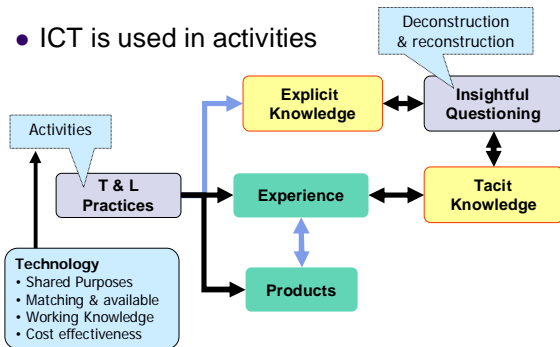 • ICT is used in activities
Deconstruction
& reconstruction
Explicit
Knowledge
Insightful
Questioning
Activities
T & L
Practices
Experience
Tacit
Knowledge
Technology
• Shared Purposes
• Matching & available
• Working Knowledge
• Cost effectiveness
Products